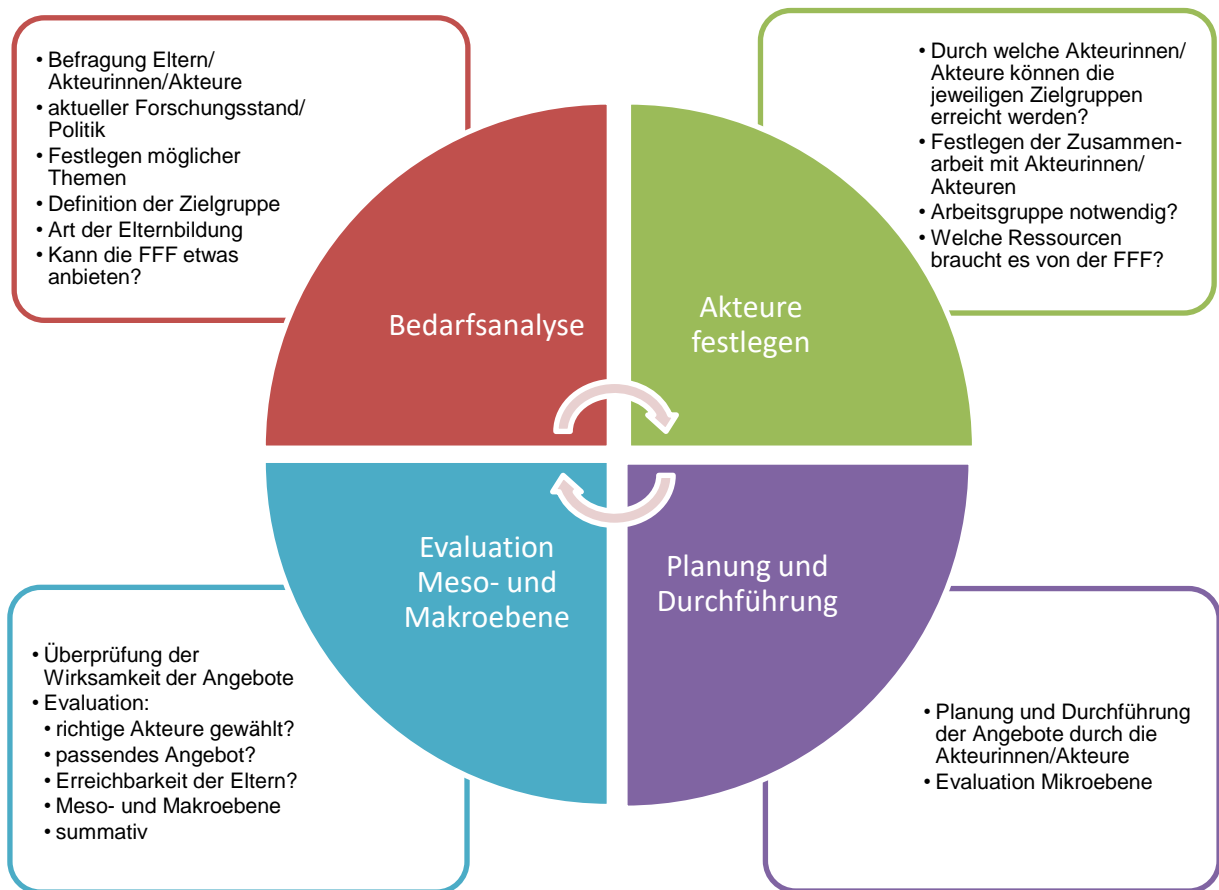 • Befragung Eltern/
Akteurinnen/Akteure
• aktueller Forschungsstand/
Politik
• Festlegen möglicher
Themen
• Definition der Zielgruppe
• Art der Elternbildung
• Kann die FFF etwas
anbieten?
• Durch welche Akteurinnen/
Akteure können die
jeweiligen Zielgruppen
erreicht werden?
• Festlegen der Zusammen-
arbeit mit Akteurinnen/
Akteuren
• Arbeitsgruppe notwendig?
• Welche Ressourcen
braucht es von der FFF?
Bedarfsanalyse
Akteure
festlegen
Evaluation
Meso- und
Makroebene
Planung und
Durchführung
• Überprüfung der
Wirksamkeit der Angebote
• Evaluation:
• richtige Akteure gewählt?
• passendes Angebot?
• Erreichbarkeit der Eltern?
• Meso- und Makroebene
• summativ
• Planung und Durchführung
der Angebote durch die
Akteurinnen/Akteure
• Evaluation Mikroebene